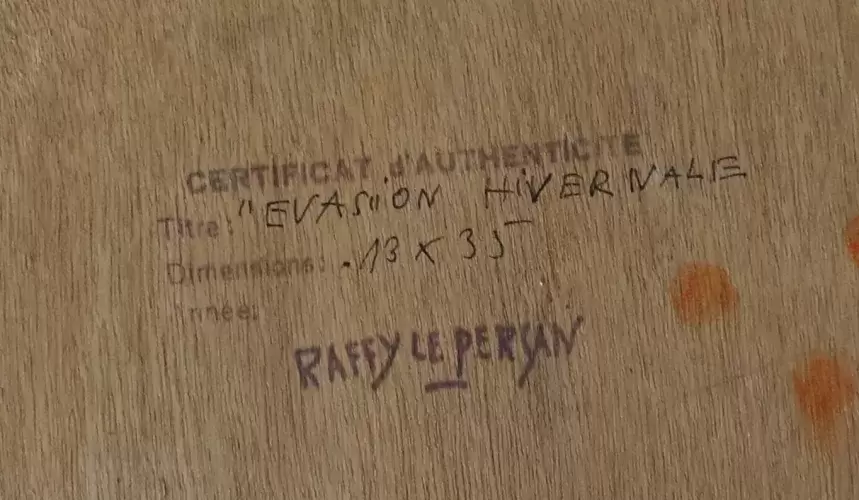 CERTIFICAT d'AUTHENTICITE
Titre: "EVASION HIVERNALE
Dimensions: .13 X 35
Année:
RAFFY LE PERSAN